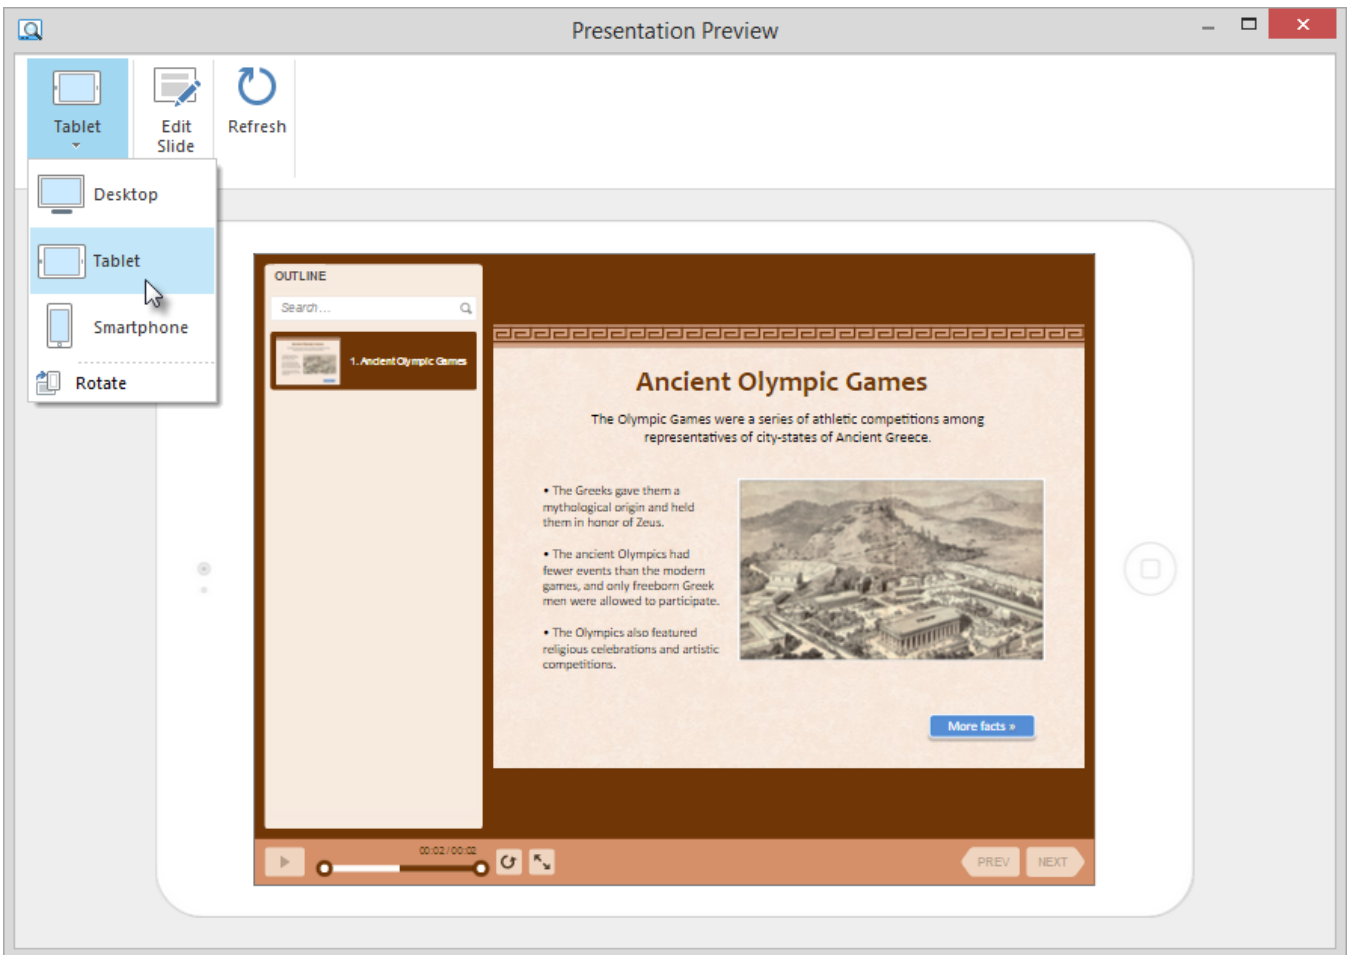 Presentation Preview
Tablet
Edit
Slide
Refresh
Desktop
Tablet
Smartphone
Rotate
OUTLINE
Search...
1. Ancient Olympic Games
Ancient Olympic Games
The Olympic Games were a series of athletic competitions among
representatives of city-states of Ancient Greece.
• The Greeks gave them a
mythological origin and held
them in honor of Zeus.
• The ancient Olympics had
fewer events than the modern
games, and only freeborn Greek
men were allowed to participate.
• The Olympics also featured
religious celebrations and artistic
competitions.
More facts »
00:02 / 00:02
PREV
NEXT